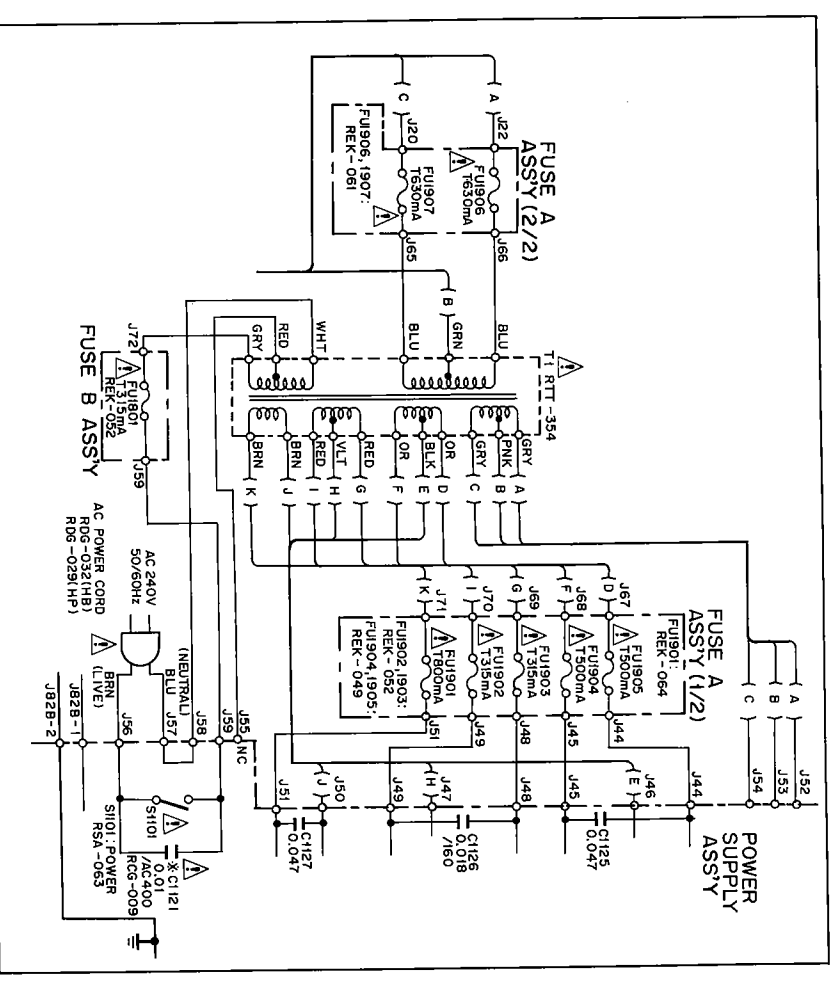 FUSE A
ASS'Y (2/2)
C
A
J20
J22
FU1906, 1907:
REK-061
FU1907
T630mA
FU1906
T630mA
J65
J66
B
BLU
GRN
BLU
T1 RTT-354
GRY
RED
WHT
J72
FUSE B ASS'Y
FU1801
T315mA
REK-052
J59
BRN
BRN
RED
VLT
RED
OR
BLK
OR
GRY
PNK
GRY
K
J
I
H
G
F
E
D
C
B
A
AC POWER CORD
RDG-032(HB)
RDG-029(HP)
AC 240V
50/60Hz
BRN
(LIVE)
(NEUTRAL)
BLU
J82B-2
J82B-1
J56
J57
J58
J59
J55
NC
FUSE A
ASS'Y (1/2)
FU1901:
REK-064
FU1902, 1903:
REK-052
FU1904, 1905:
REK-049
K
I
G
F
D
J71
J70
J69
J68
J67
FU1901
T800mA
FU1902
T315mA
FU1903
T315mA
FU1904
T500mA
FU1905
T500mA
J51
J49
J48
J45
J44
C
B
A
J54
J53
J52
J51
J50
J
J49
J47
H
J48
J45
J46
E
J44
POWER
SUPPLY
ASS'Y
C1127
0.047
C1126
0.018
/160
C1125
0.047
S1101
S1101: POWER
RSA-063
※C1121
0.01
/AC400
RCG-009